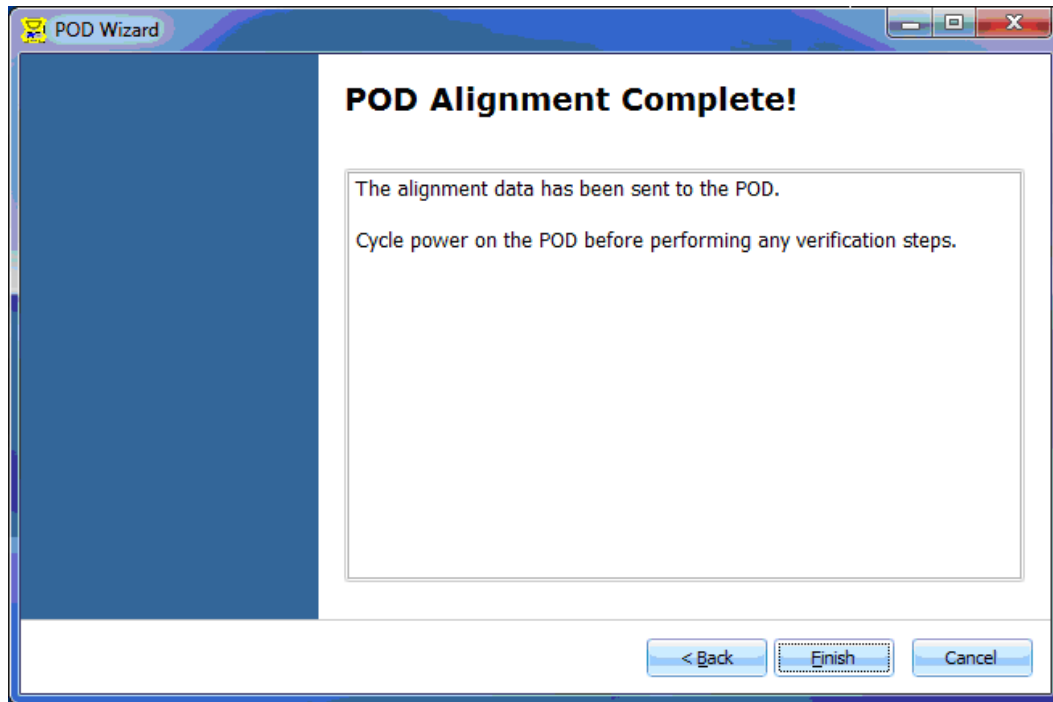 POD Wizard
POD Alignment Complete!
The alignment data has been sent to the POD.
Cycle power on the POD before performing any verification steps.
< Back Finish Cancel